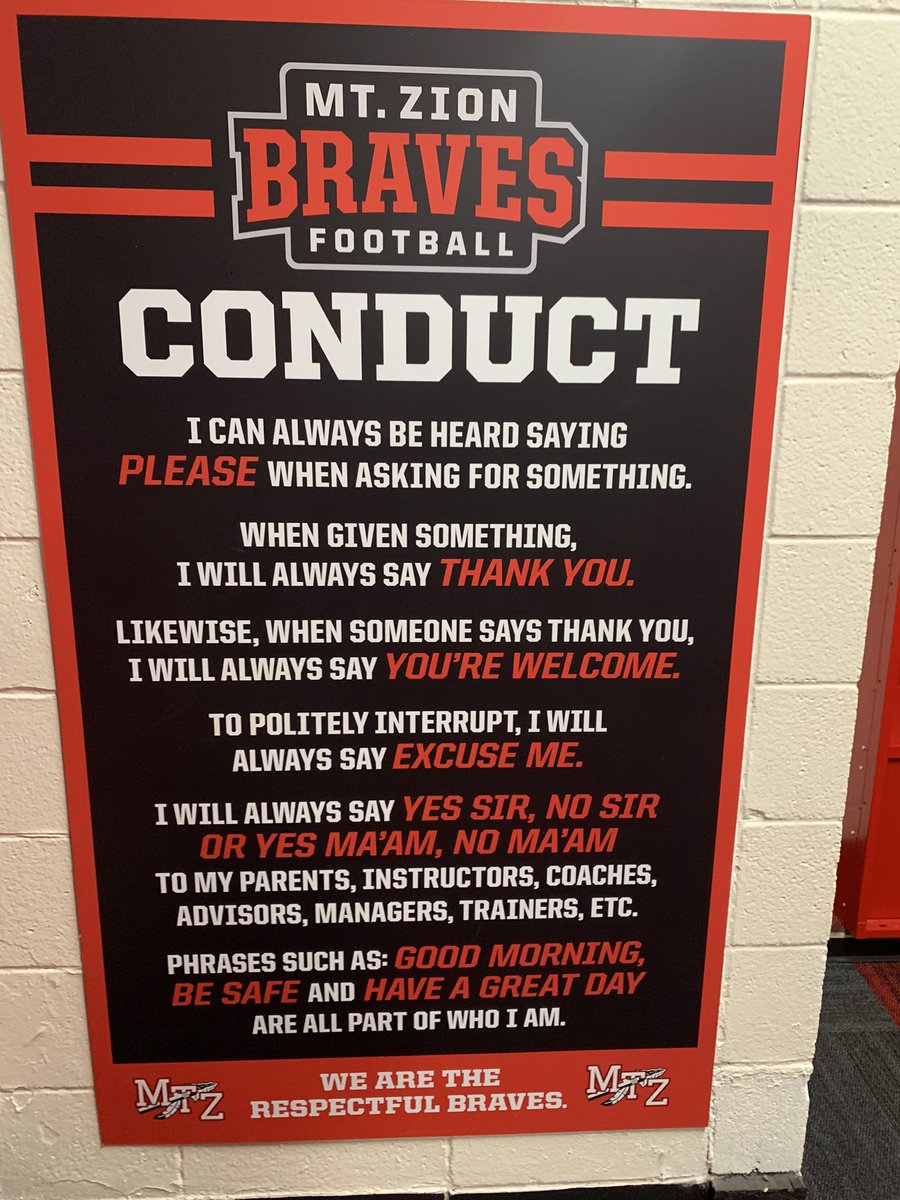 MT. ZION
BRAVES
FOOTBALL
CONDUCT
I CAN ALWAYS BE HEARD SAYING
PLEASE WHEN ASKING FOR SOMETHING.
WHEN GIVEN SOMETHING,
I WILL ALWAYS SAY THANK YOU.
LIKEWISE, WHEN SOMEONE SAYS THANK YOU,
I WILL ALWAYS SAY YOU'RE WELCOME.
TO POLITELY INTERRUPT, I WILL
ALWAYS SAY EXCUSE ME.
I WILL ALWAYS SAY YES SIR, NO SIR
OR YES MA'AM, NO MA'AM
TO MY PARENTS, INSTRUCTORS, COACHES,
ADVISORS, MANAGERS, TRAINERS, ETC.
PHRASES SUCH AS: GOOD MORNING,
BE SAFE AND HAVE A GREAT DAY
ARE ALL PART OF WHO I AM.
MTZ
WE ARE THE
RESPECTFUL BRAVES.
MTZ